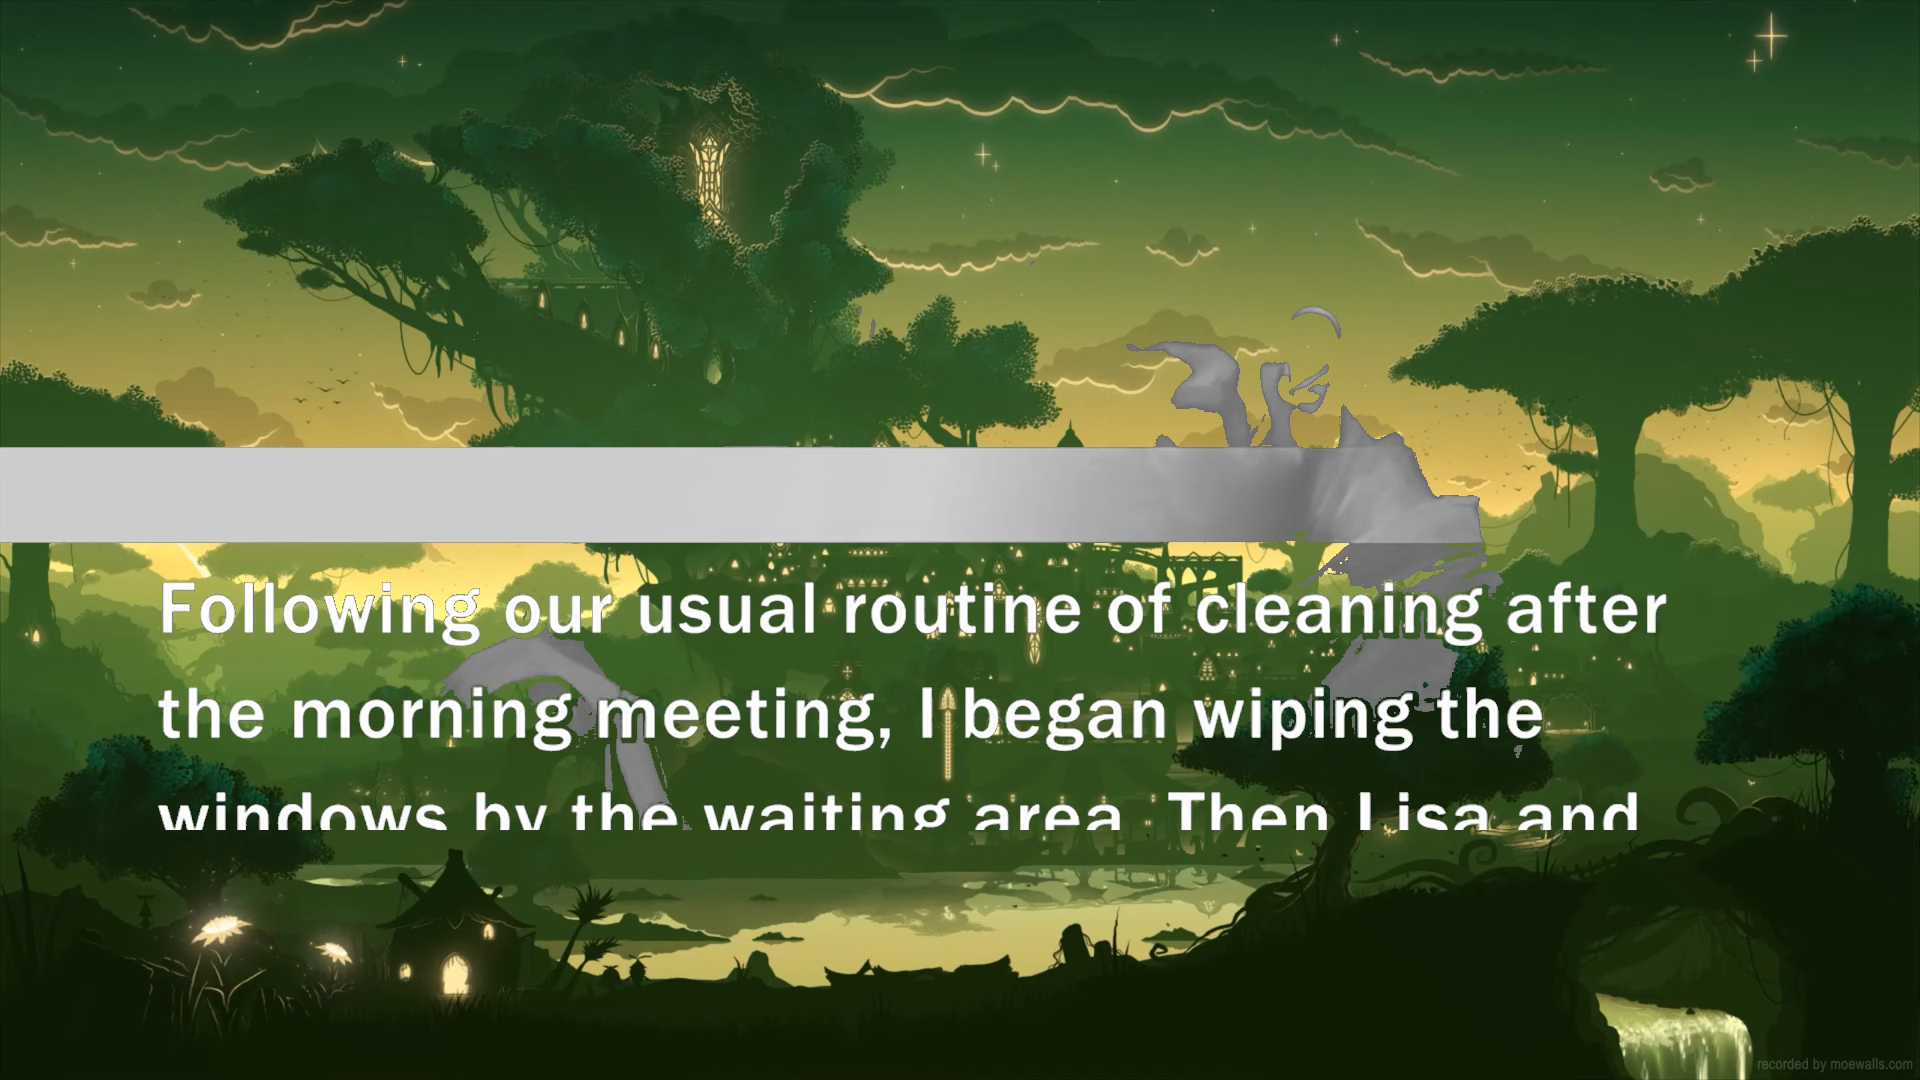 Following our usual routine of cleaning after
the morning meeting, I began wiping the
windows by the waiting area. Then Lisa and
recorded by moewalls.com